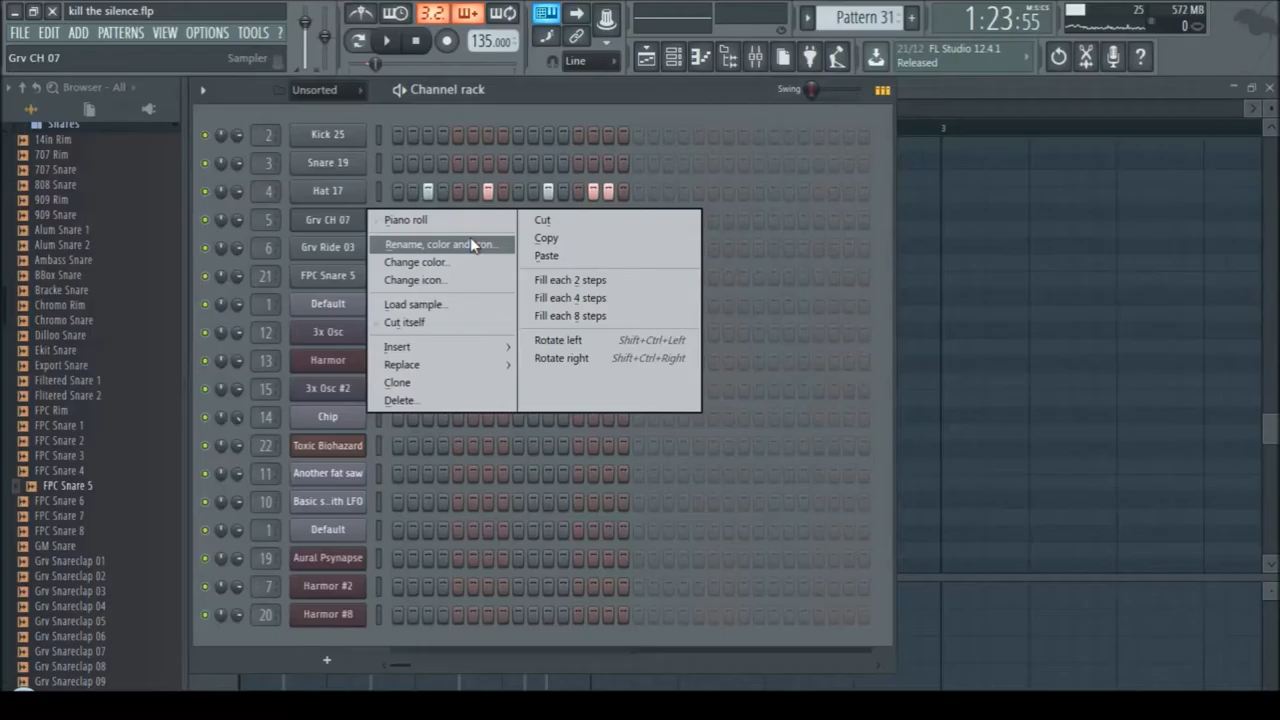 kill the silence.flp
FILE EDIT ADD PATTERNS VIEW OPTIONS TOOLS ?
Grv CH 07 Sampler
3.2
135.000
Line
Pattern 31
1:23:55
M:S:CS
25
572 MB
0
21/12 FL Studio 12.4.1
Released
Browser - All
Unsorted
Channel rack
Swing
3
Snares
14in Rim
707 Rim
707 Snare
808 Snare
909 Rim
909 Snare
Alum Snare 1
Alum Snare 2
Ambass Snare
BBox Snare
Bracke Snare
Chromo Rim
Chromo Snare
Dilloo Snare
Ekit Snare
Export Snare
Filtered Snare 1
Filtered Snare 2
FPC Rim
FPC Snare 1
FPC Snare 2
FPC Snare 3
FPC Snare 4
FPC Snare 5
FPC Snare 6
FPC Snare 7
FPC Snare 8
GM Snare
Grv Snareclap 01
Grv Snareclap 02
Grv Snareclap 03
Grv Snareclap 04
Grv Snareclap 05
Grv Snareclap 06
Grv Snareclap 07
Grv Snareclap 08
Grv Snareclap 09
2 Kick 25
3 Snare 19
4 Hat 17
5 Grv CH 07
6 Grv Ride 03
21 FPC Snare 5
1 Default
12 3x Osc
13 Harmor
15 3x Osc #2
14 Chip
22 Toxic Biohazard
11 Another fat saw
10 Basic s..ith LFO
1 Default
19 Aural Psynapse
7 Harmor #2
20 Harmor #8
+
Piano roll
Rename, color and icon...
Change color...
Change icon...
Load sample...
Cut itself
Insert
Replace
Clone
Delete...
Cut
Copy
Paste
Fill each 2 steps
Fill each 4 steps
Fill each 8 steps
Rotate left Shift+Ctrl+Left
Rotate right Shift+Ctrl+Right